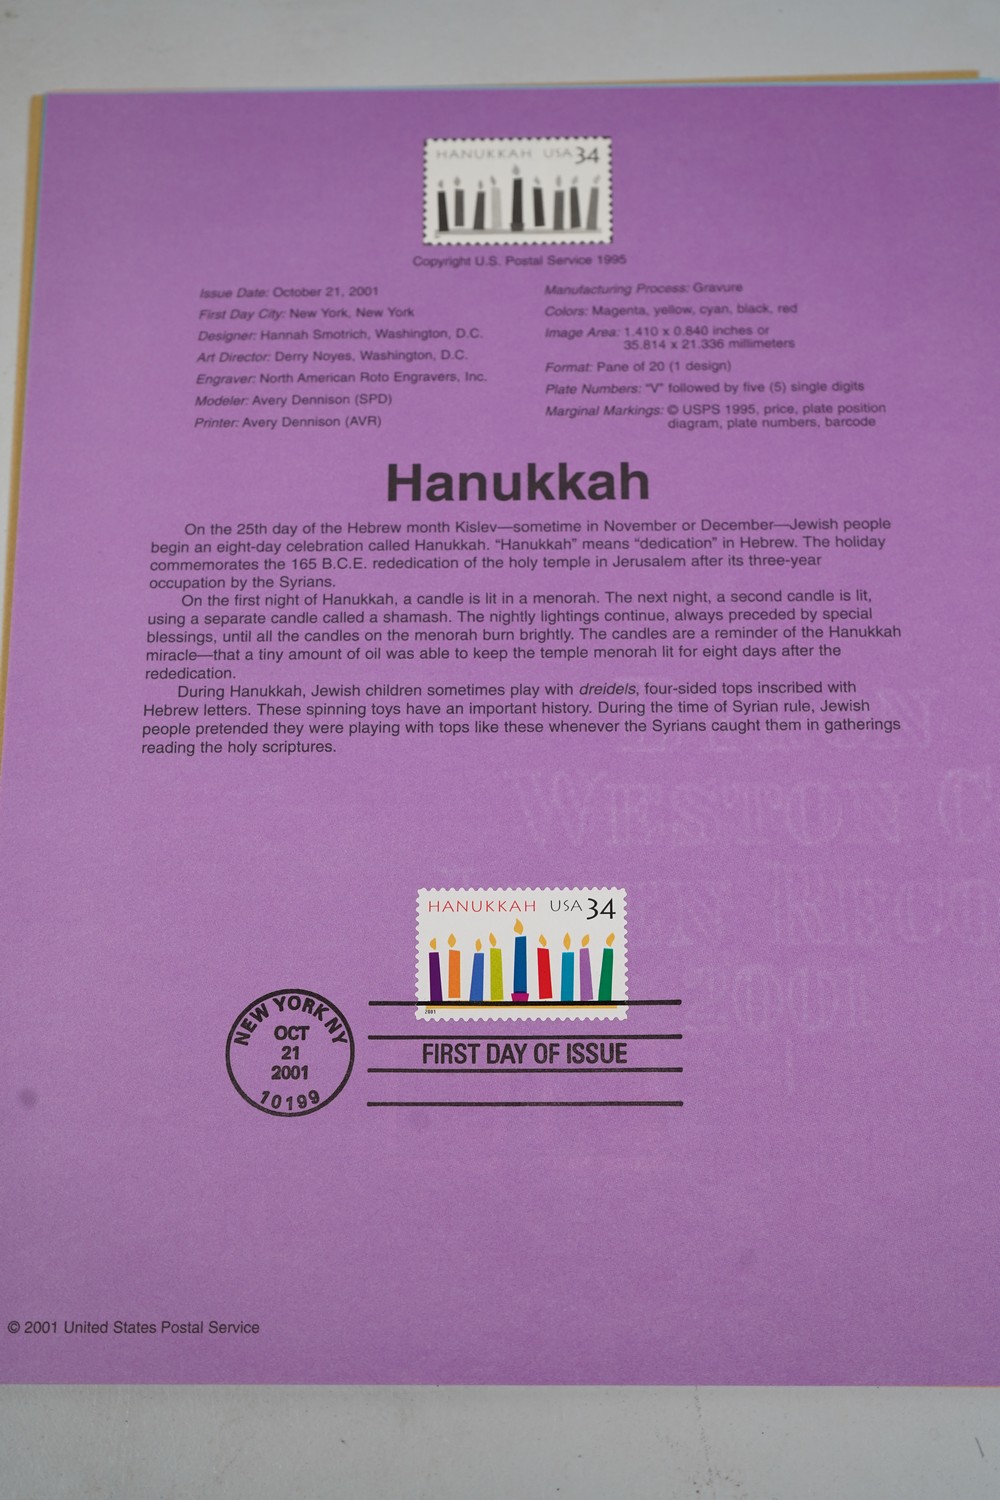 HANUKKAH USA 34
Copyright U.S. Postal Service 1995
Issue Date: October 21, 2001
First Day City: New York, New York
Designer: Hannah Smotrich, Washington, D.C.
Art Director: Derry Noyes, Washington, D.C.
Engraver: North American Roto Engravers, Inc.
Modeler: Avery Dennison (SPD)
Printer: Avery Dennison (AVR)
Manufacturing Process: Gravure
Colors: Magenta, yellow, cyan, black, red
Image Area: 1.410 x 0.840 inches or
35.814 x 21.336 millimeters
Format: Pane of 20 (1 design)
Plate Numbers: “V” followed by five (5) single digits
Marginal Markings: © USPS 1995, price, plate position
diagram, plate numbers, barcode
Hanukkah
On the 25th day of the Hebrew month Kislev—sometime in November or December—Jewish people
begin an eight-day celebration called Hanukkah. “Hanukkah” means “dedication” in Hebrew. The holiday
commemorates the 165 B.C.E. rededication of the holy temple in Jerusalem after its three-year
occupation by the Syrians.
On the first night of Hanukkah, a candle is lit in a menorah. The next night, a second candle is lit,
using a separate candle called a shamash. The nightly lightings continue, always preceded by special
blessings, until all the candles on the menorah burn brightly. The candles are a reminder of the Hanukkah
miracle—that a tiny amount of oil was able to keep the temple menorah lit for eight days after the
rededication.
During Hanukkah, Jewish children sometimes play with dreidels, four-sided tops inscribed with
Hebrew letters. These spinning toys have an important history. During the time of Syrian rule, Jewish
people pretended they were playing with tops like these whenever the Syrians caught them in gatherings
reading the holy scriptures.
WESTON
HANUKKAH USA 34
2001
NEW YORK NY
OCT
21
2001
10199
FIRST DAY OF ISSUE
© 2001 United States Postal Service